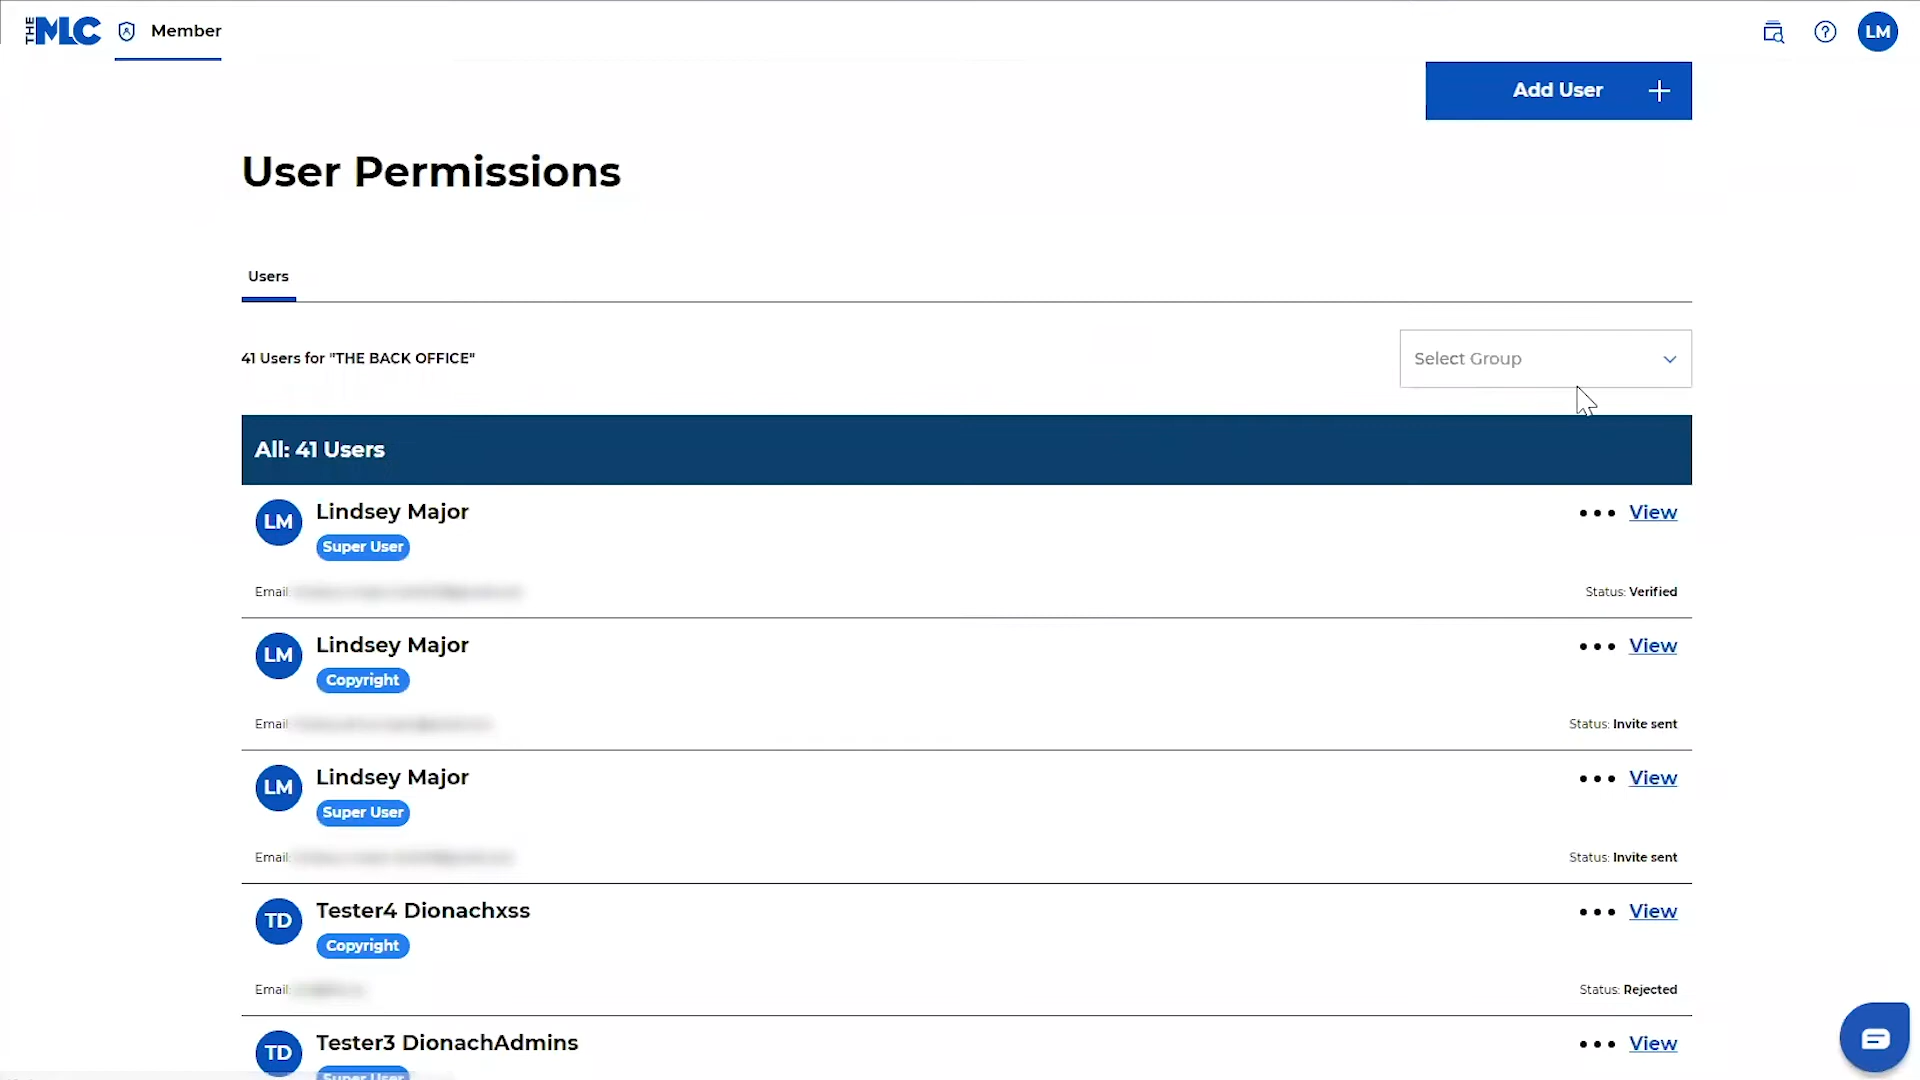 THE MLC
Member
LM
Add User
User Permissions
Users
41 Users for "THE BACK OFFICE"
Select Group
All: 41 Users
LM
Lindsey Major
View
Super User
Email:
Status: Verified
LM
Lindsey Major
View
Copyright
Email:
Status: Invite sent
LM
Lindsey Major
View
Super User
Email:
Status: Invite sent
TD
Tester4 Dionachxss
View
Copyright
Email:
Status: Rejected
TD
Tester3 DionachAdmins
View
Super User